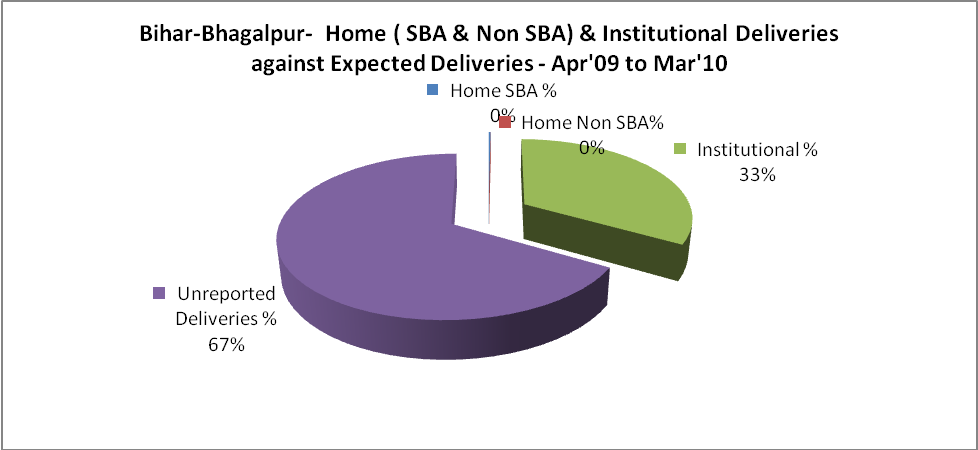 Bihar-Bhagalpur-  Home ( SBA & Non SBA) & Institutional Deliveries
against Expected Deliveries - Apr'09 to Mar'10
Home SBA %
0%
Home Non SBA%
0%
Institutional %
33%
Unreported
Deliveries %
67%